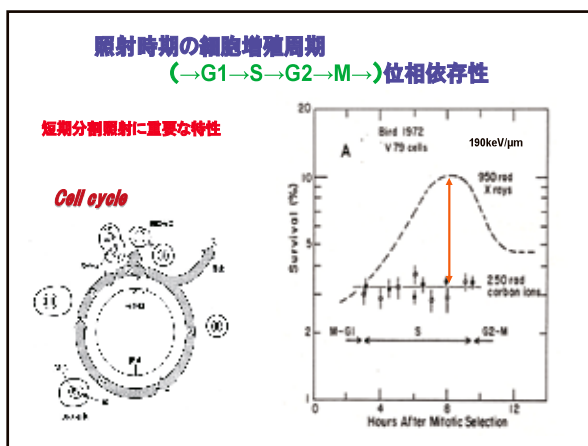 照射時期の細胞増殖周期
(→G1→S→G2→M→)位相依存性
短期分割照射に重要な特性
Cell cycle
A
Bird 1972
V79 cells
190keV/μm
950 rad
X rays
250 rad
carbon ions
Survival (%)
10
5
2
1
M-G1
S
G2-M
0
4
8
12
Hours After Mitotic Selection